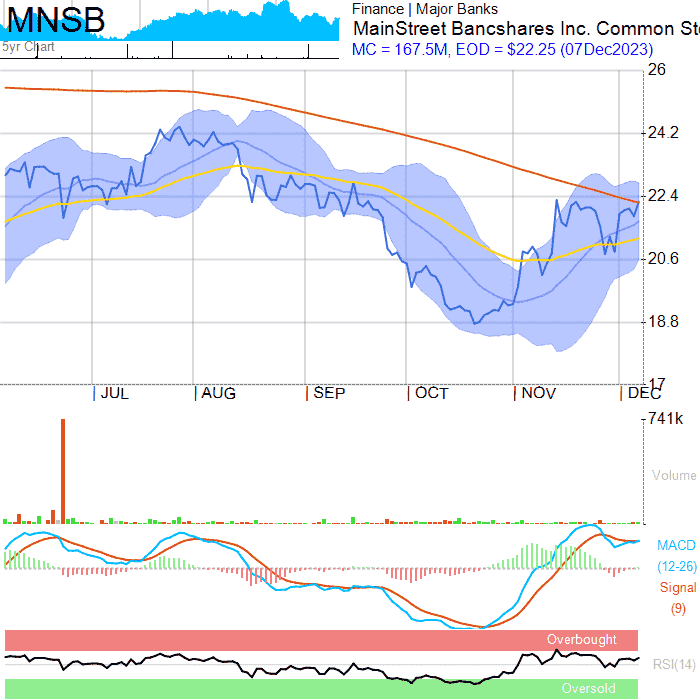 MNSB
5yr Chart
Finance | Major Banks
MainStreet Bancshares Inc. Common Sto
MC = 167.5M, EOD = $22.25 (07Dec2023)
26
24.2
22.4
20.6
18.8
17
JUL AUG SEP OCT NOV DEC
741k
Volume
MACD
(12-26)
Signal
(9)
Overbought
RSI(14)
Oversold